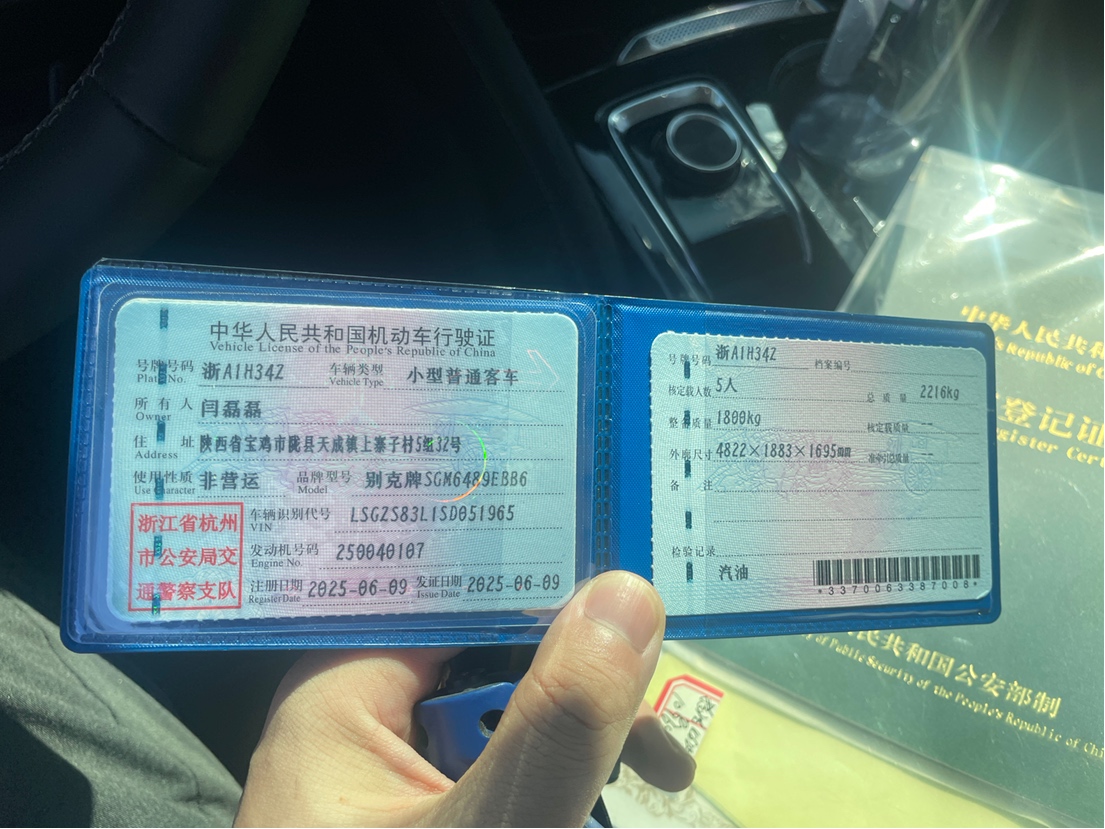 中华人民共和国机动车行驶证
Vehicle License of the People's Republic of China
号牌号码 浙A1H34Z 车辆类型 小型普通客车
Plate No. Vehicle Type
所有人 闫磊磊
Owner
住址 陕西省宝鸡市陇县天成镇上寨子村5组32号
Address
使用性质 非营运 品牌型号 别克牌SGM6489EBB6
Use Character Model
浙江省杭州
市公安局交
通警察支队
车辆识别代号 LSGZS83L1SD051965
VIN
发动机号码 250040107
Engine No.
注册日期 2025-06-09 发证日期 2025-06-09
Register Date Issue Date
号牌号码 浙A1H34Z 档案编号
核定载人数 5人 总质量 2216kg
整备质量 1800kg 核定载质量 --
外廓尺寸 4822×1883×1695mm 准牵引总质量 --
备注
检验记录
汽油
*3370063387008*
中华人民共和
登记证
Register Cert
民共和国公安部制
of Public Security of the People's Republic of Chi